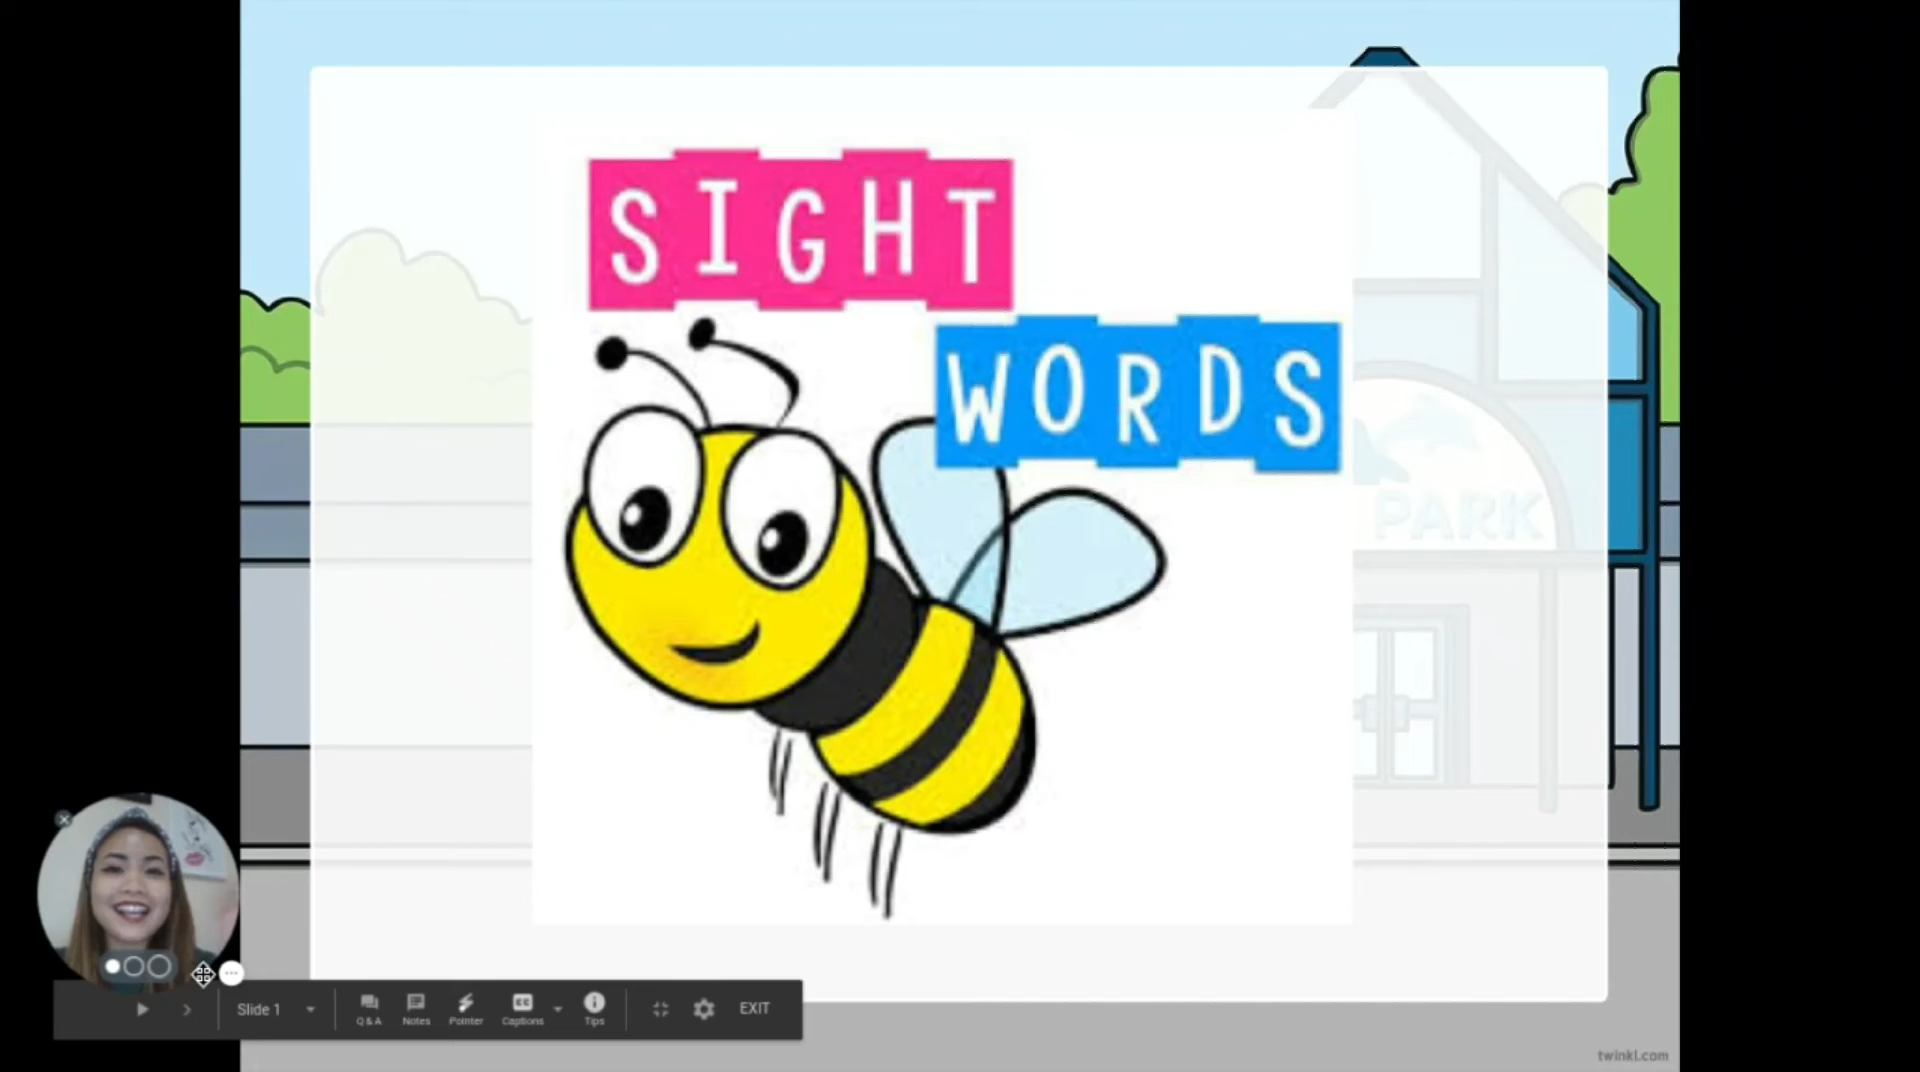 SIGHT
WORDS
PARK
Slide 1
Q & A
Notes
Pointer
Captions
Tips
EXIT
twinkl.com